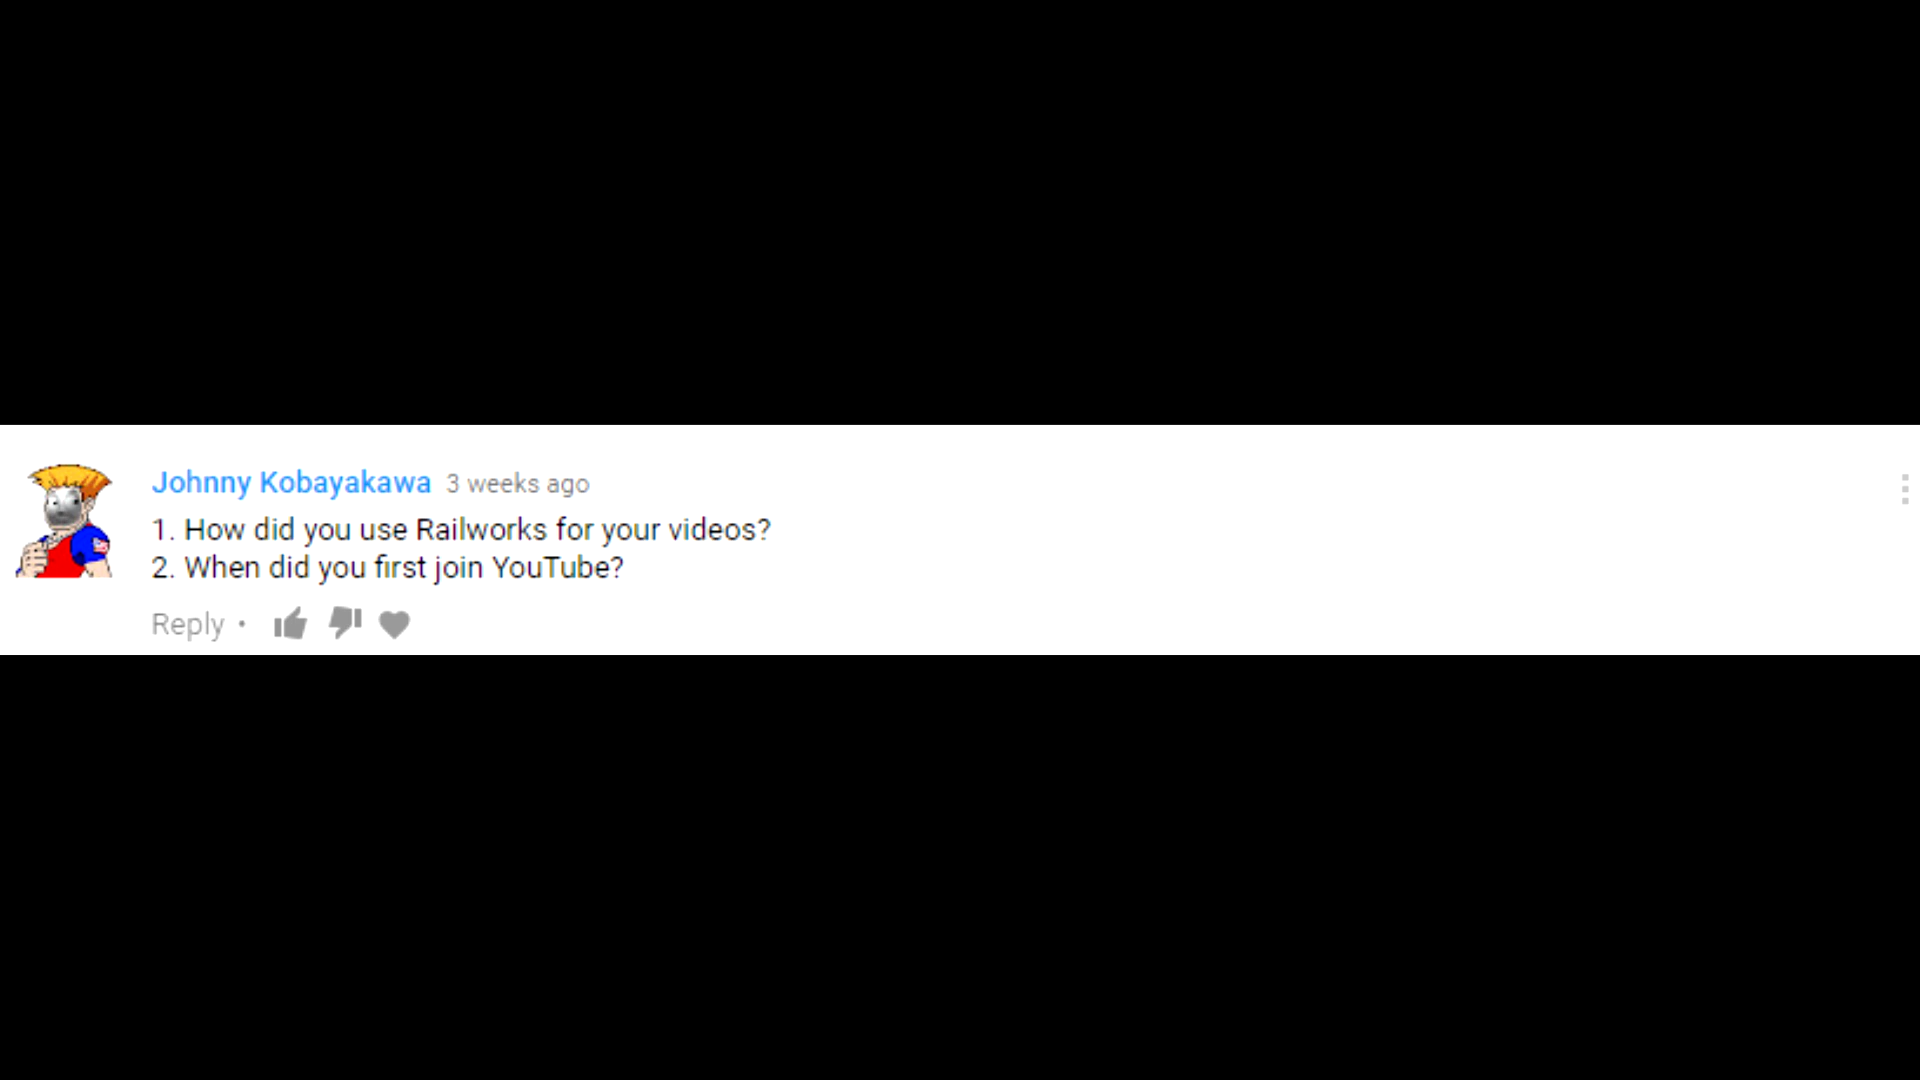 Johnny Kobayakawa 3 weeks ago
1. How did you use Railworks for your videos?
2. When did you first join YouTube?
Reply •